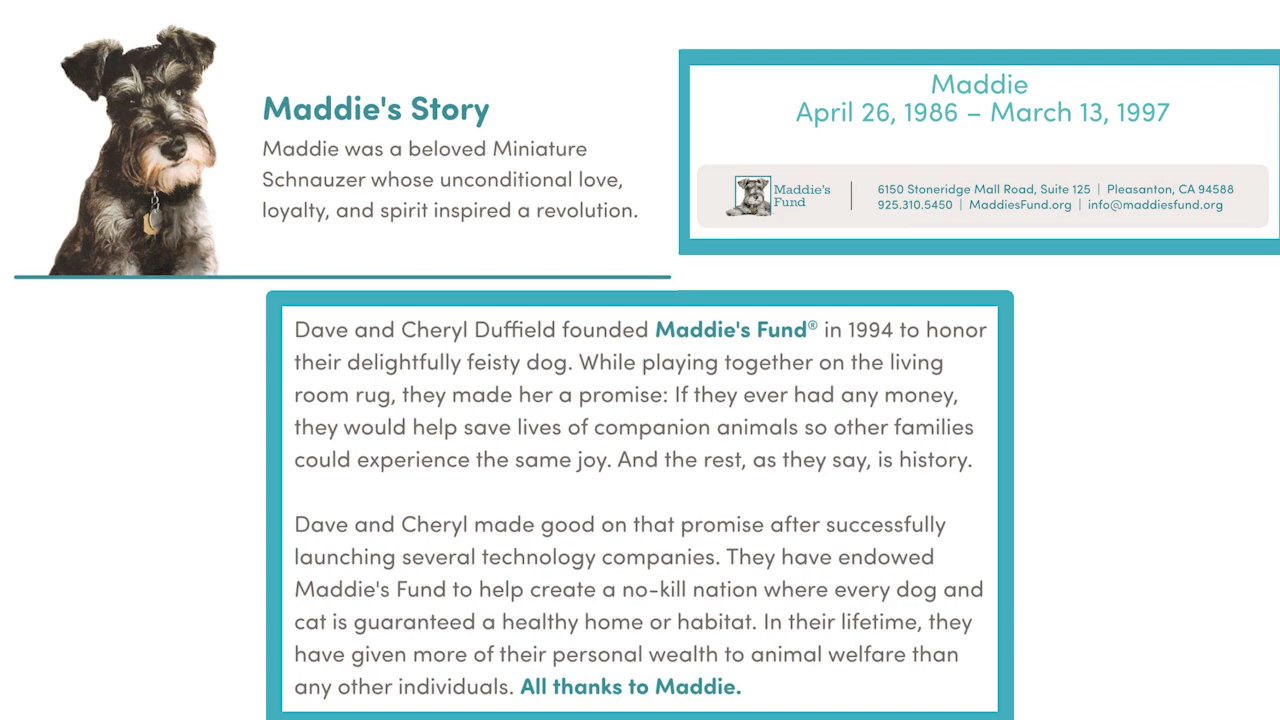 Maddie's Story
Maddie was a beloved Miniature
Schnauzer whose unconditional love,
loyalty, and spirit inspired a revolution.
Maddie
April 26, 1986 – March 13, 1997
Maddie's
Fund
6150 Stoneridge Mall Road, Suite 125 | Pleasanton, CA 94588
925.310.5450 | MaddiesFund.org | info@maddiesfund.org
Dave and Cheryl Duffield founded Maddie's Fund® in 1994 to honor
their delightfully feisty dog. While playing together on the living
room rug, they made her a promise: If they ever had any money,
they would help save lives of companion animals so other families
could experience the same joy. And the rest, as they say, is history.
Dave and Cheryl made good on that promise after successfully
launching several technology companies. They have endowed
Maddie's Fund to help create a no-kill nation where every dog and
cat is guaranteed a healthy home or habitat. In their lifetime, they
have given more of their personal wealth to animal welfare than
any other individuals. All thanks to Maddie.